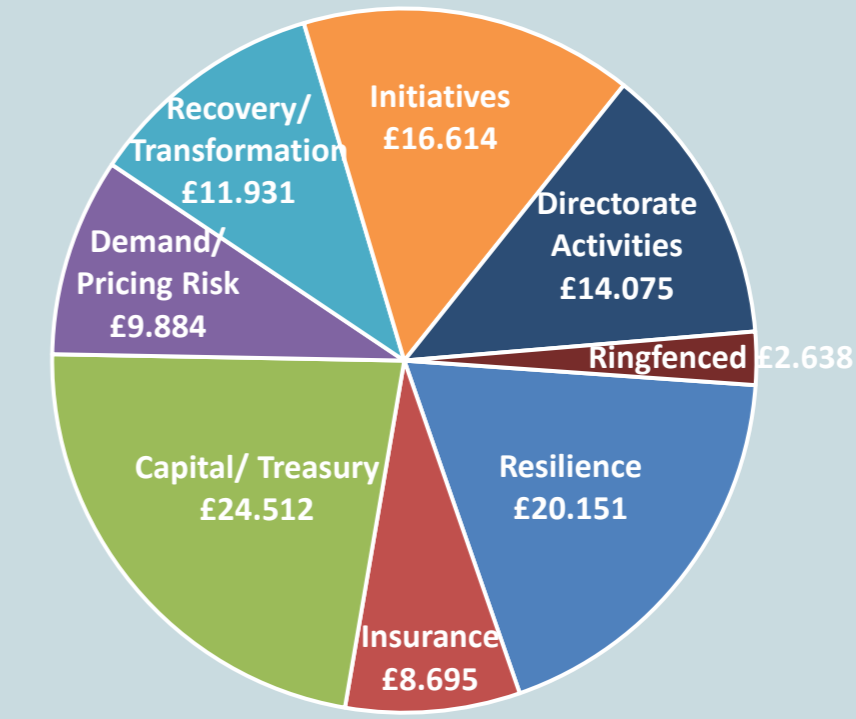 Initiatives
£16.614
Recovery/
Transformation
£11.931
Directorate
Activities
£14.075
Demand/
Pricing Risk
£9.884
Ringfenced £2.638
Capital/ Treasury
£24.512
Resilience
£20.151
Insurance
£8.695